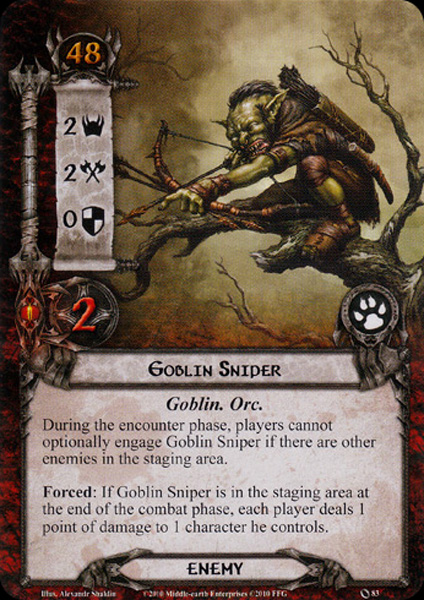 48
2
2
0
2
Goblin Sniper
Goblin. Orc.
During the encounter phase, players cannot
optionally engage Goblin Sniper if there are other
enemies in the staging area.
Forced: If Goblin Sniper is in the staging area at
the end of the combat phase, each player deals 1
point of damage to 1 character he controls.
ENEMY
Illus. Alexandr Shaldin ©2010 Middle-earth Enterprises ©2010 FFG 83